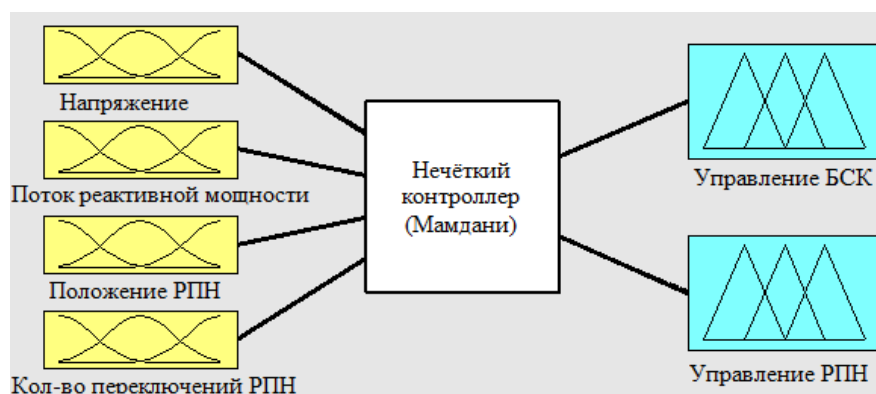 Напряжение
Поток реактивной мощности
Положение РПН
Кол-во переключений РПН
Нечёткий
контроллер
(Мамдани)
Управление БСК
Управление РПН